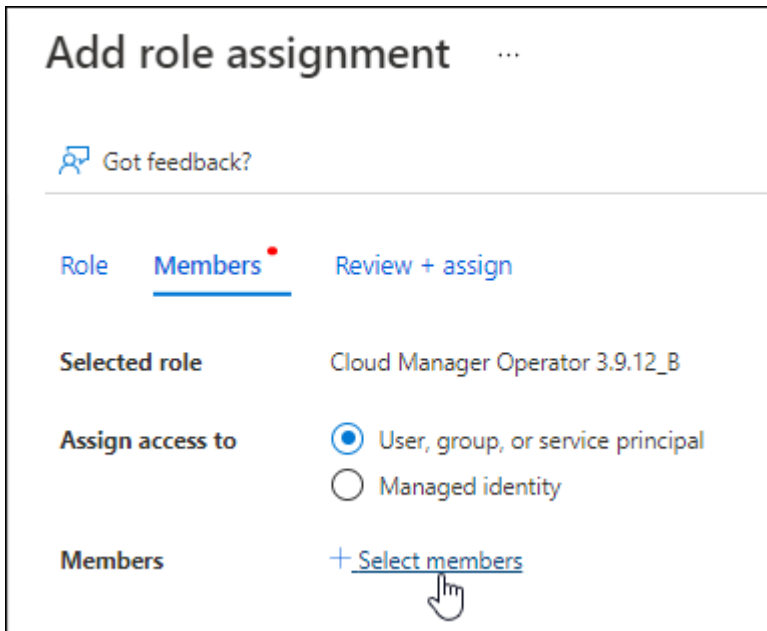 Add role assignment ...
Got feedback?
Role Members Review + assign
Selected role Cloud Manager Operator 3.9.12_B
Assign access to User, group, or service principal
Managed identity
Members + Select members